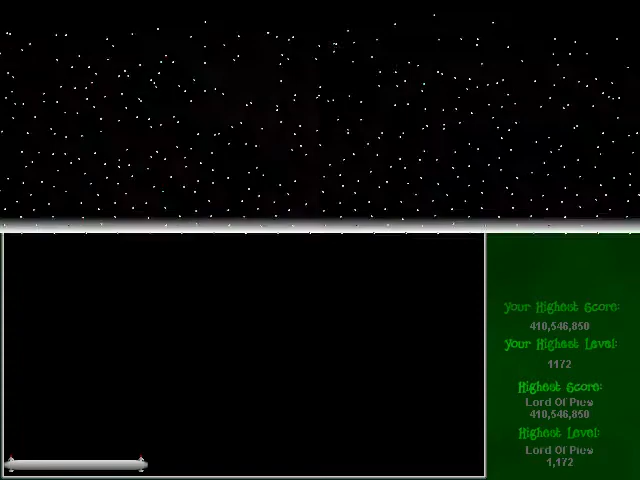 Your Highest Score:
410,546,850
Your Highest Level:
1172
Highest Score:
Lord Of Pies
410,546,850
Highest Level:
Lord Of Pies
1,172